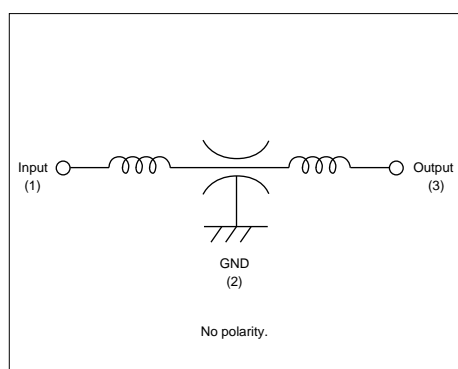 Input
(1)
Output
(3)
GND
(2)
No polarity.